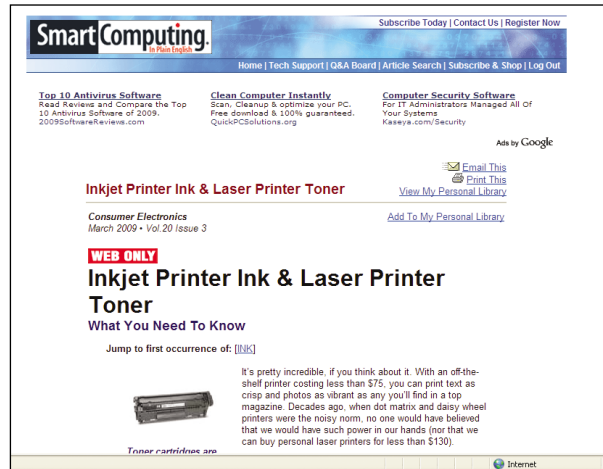 SmartComputing.
In Plain English
Subscribe Today | Contact Us | Register Now
Home | Tech Support | Q&A Board | Article Search | Subscribe & Shop | Log Out
Top 10 Antivirus Software
Read Reviews and Compare the Top
10 Antivirus Software of 2009.
2009SoftwareReviews.com
Clean Computer Instantly
Scan, Cleanup & optimize your PC.
Free download & 100% guaranteed.
QuickPCSolutions.org
Computer Security Software
For IT Administrators Managed All Of
Your Systems
Kaseya.com/Security
Ads by Google
Email This
Print This
View My Personal Library
Inkjet Printer Ink & Laser Printer Toner
Consumer Electronics
March 2009 • Vol.20 Issue 3
Add To My Personal Library
WEB ONLY
Inkjet Printer Ink & Laser Printer
Toner
What You Need To Know
Jump to first occurrence of: [INK]
It's pretty incredible, if you think about it. With an off-the-
shelf printer costing less than $75, you can print text as
crisp and photos as vibrant as any you'll find in a top
magazine. Decades ago, when dot matrix and daisy wheel
printers were the noisy norm, no one would have believed
that we would have such power in our hands (nor that we
can buy personal laser printers for less than $130).
Toner cartridges are
Internet